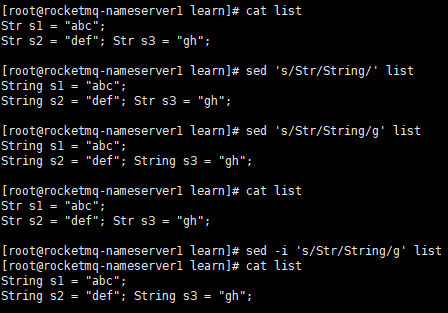 [root@rocketmq-nameserver1 learn]# cat list
Str s1 = "abc";
Str s2 = "def"; Str s3 = "gh";
[root@rocketmq-nameserver1 learn]# sed 's/Str/String/' list
String s1 = "abc";
String s2 = "def"; Str s3 = "gh";
[root@rocketmq-nameserver1 learn]# sed 's/Str/String/g' list
String s1 = "abc";
String s2 = "def"; String s3 = "gh";
[root@rocketmq-nameserver1 learn]# cat list
Str s1 = "abc";
Str s2 = "def"; Str s3 = "gh";
[root@rocketmq-nameserver1 learn]# sed -i 's/Str/String/g' list
[root@rocketmq-nameserver1 learn]# cat list
String s1 = "abc";
String s2 = "def"; String s3 = "gh";